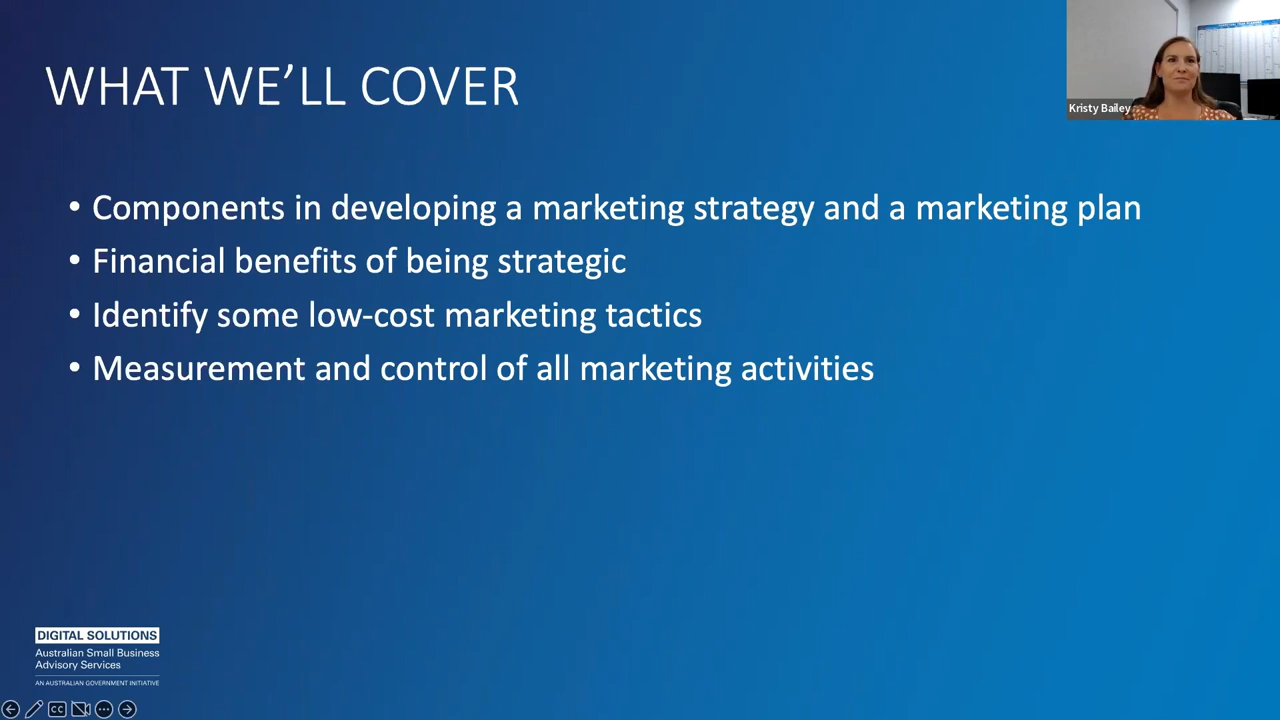 WHAT WE’LL COVER
Kristy Bailey
• Components in developing a marketing strategy and a marketing plan
• Financial benefits of being strategic
• Identify some low-cost marketing tactics
• Measurement and control of all marketing activities
DIGITAL SOLUTIONS
Australian Small Business
Advisory Services
AN AUSTRALIAN GOVERNMENT INITIATIVE
CC